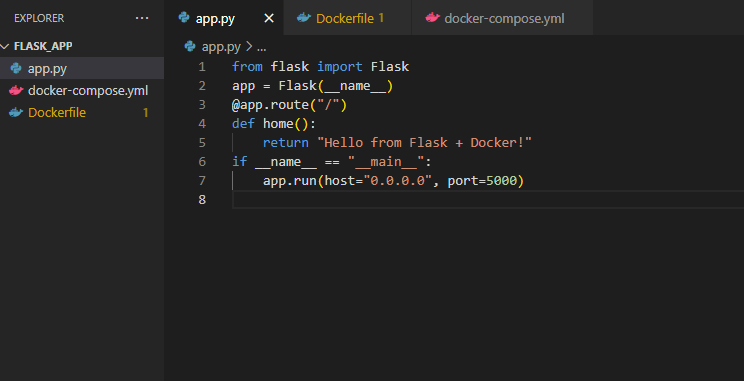 EXPLORER ...
FLASK_APP
app.py
docker-compose.yml
Dockerfile 1
app.py Dockerfile 1 docker-compose.yml
app.py > ...
1 from flask import Flask
2 app = Flask(__name__)
3 @app.route("/")
4 def home():
5     return "Hello from Flask + Docker!"
6 if __name__ == "__main__":
7     app.run(host="0.0.0.0", port=5000)
8